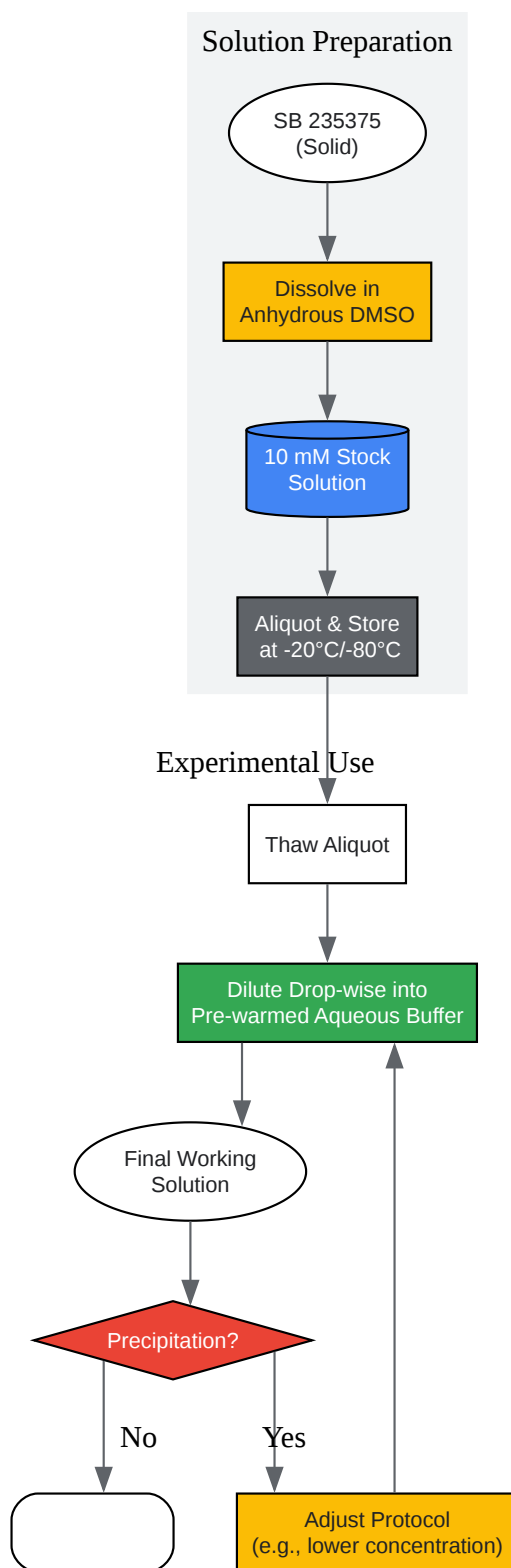 Solution Preparation
SB 235375
(Solid)
Dissolve in
Anhydrous DMSO
10 mM Stock
Solution
Aliquot & Store
at -20°C/-80°C
Experimental Use
Thaw Aliquot
Dilute Drop-wise into
Pre-warmed Aqueous Buffer
Final Working
Solution
Precipitation?
No
Yes
Adjust Protocol
(e.g., lower concentration)